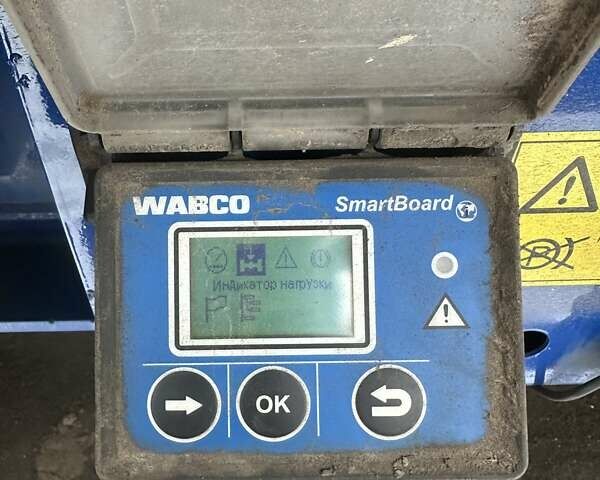 WABCO SmartBoard
Индикатор нагрузки
OK